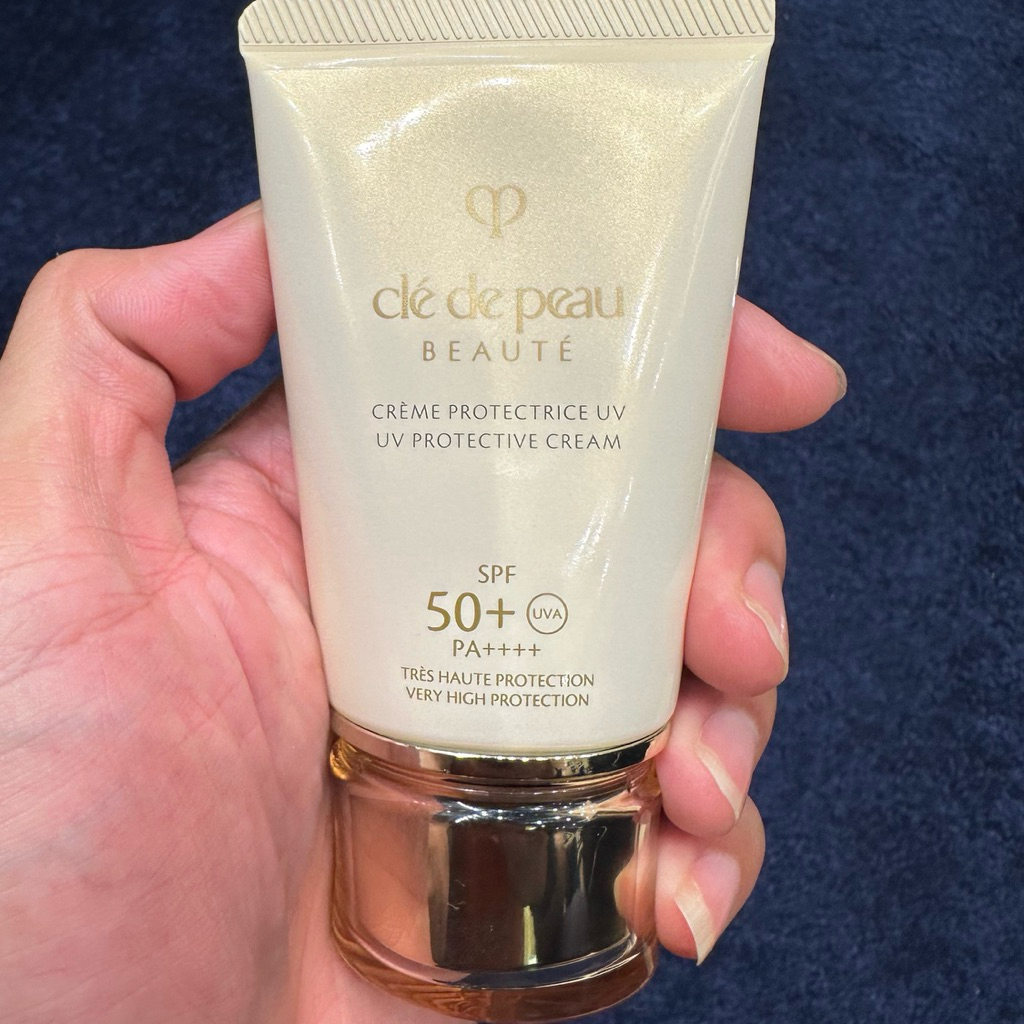 clé de peau
BEAUTÉ
CRÈME PROTECTRICE UV
UV PROTECTIVE CREAM
SPF
50+ UVA
PA++++
TRÈS HAUTE PROTECTION
VERY HIGH PROTECTION